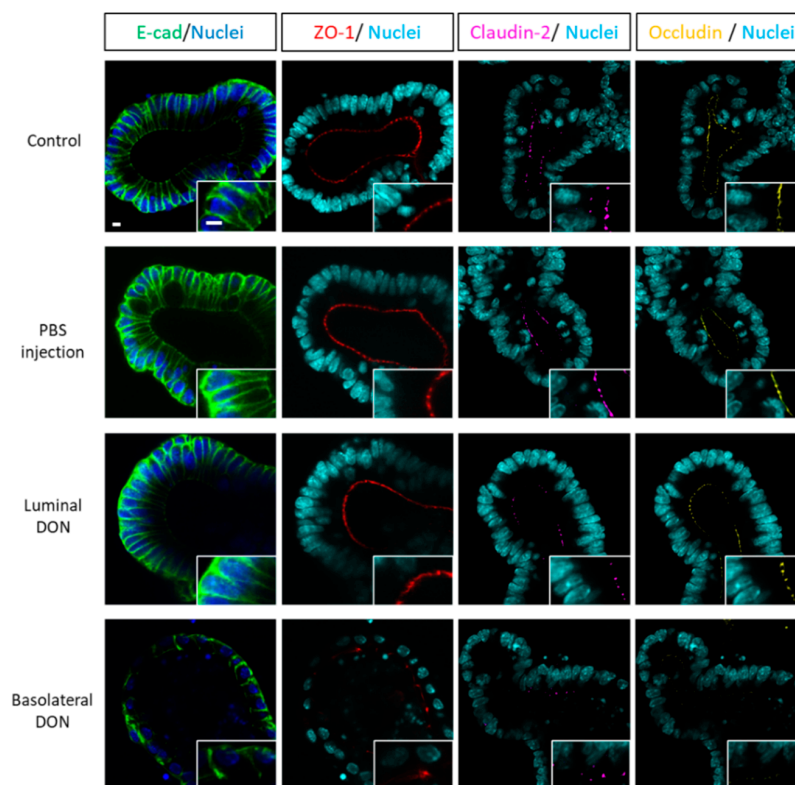 E-cad/Nuclei
ZO-1/ Nuclei
Claudin-2/ Nuclei
Occludin / Nuclei
Control
PBS
injection
Luminal
DON
Basolateral
DON